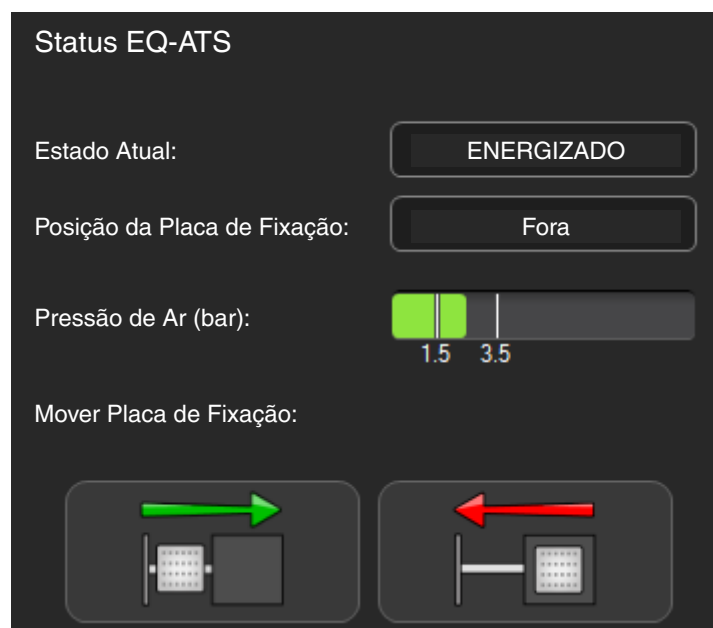 Status EQ-ATS
Estado Atual: ENERGIZADO
Posição da Placa de Fixação: Fora
Pressão de Ar (bar):
1.5 3.5
Mover Placa de Fixação: